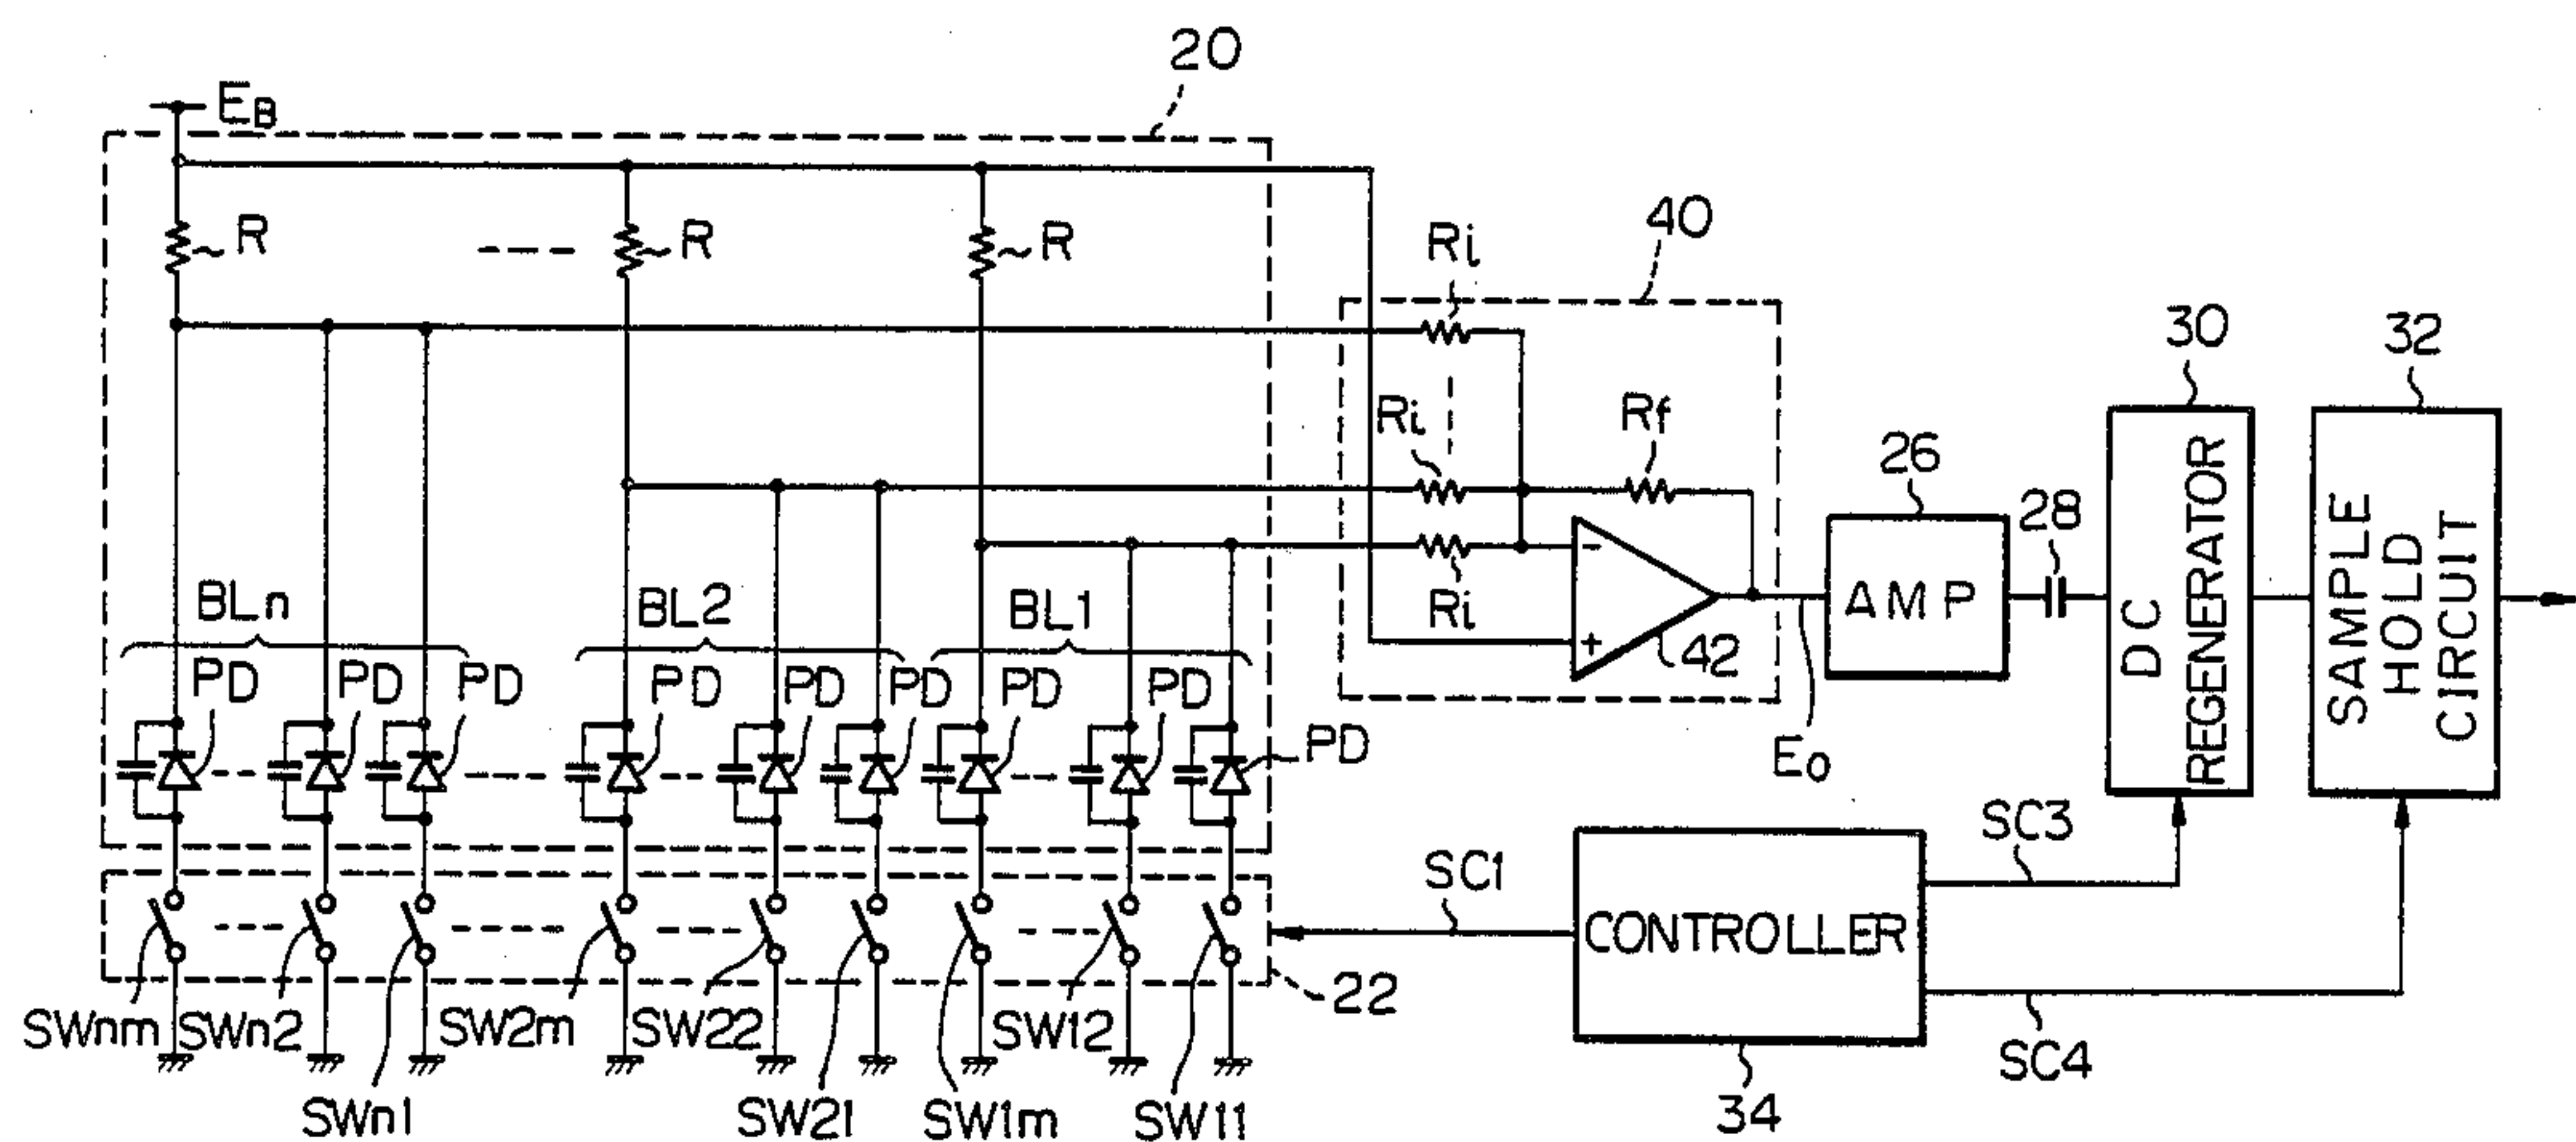 20
EB
R
R
R
Ri
40
Ri
Rf
Ri
30
32
26
28
AMP
DC
REGENERATOR
SAMPLE
HOLD
CIRCUIT
-
+
42
Eo
BLn
BL2
BL1
PD
PD
PD
PD
PD
PD
PD
PD
PD
SC1
CONTROLLER
SC3
SC4
34
22
SWnm
SWn2
SWn1
SW2m
SW22
SW21
SW1m
SW12
SW11